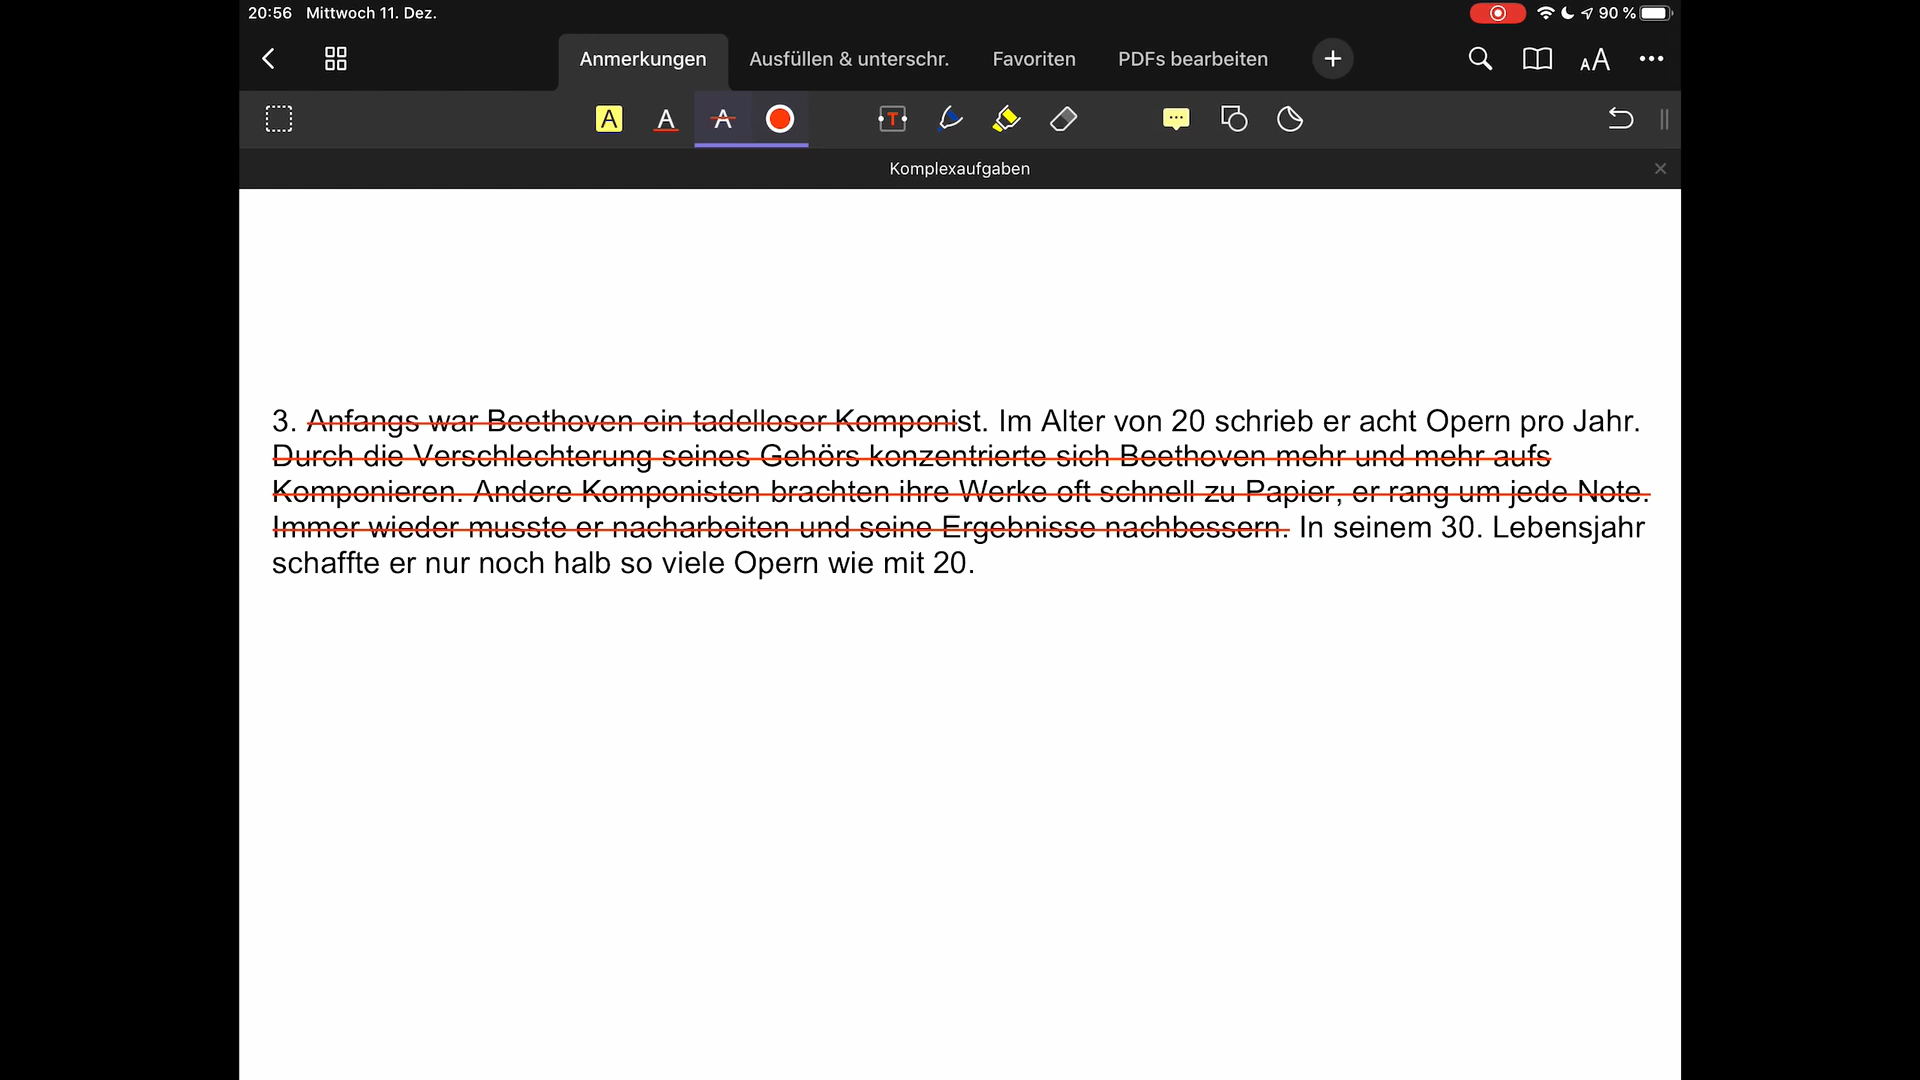 20:56 Mittwoch 11. Dez.
90 %
Anmerkungen
Ausfüllen & unterschr.
Favoriten
PDFs bearbeiten
AA
A
A
A
T
Komplexaufgaben
3. Anfangs war Beethoven ein tadelloser Komponist. Im Alter von 20 schrieb er acht Opern pro Jahr.
Durch die Verschlechterung seines Gehörs konzentrierte sich Beethoven mehr und mehr aufs
Komponieren. Andere Komponisten brachten ihre Werke oft schnell zu Papier, er rang um jede Note.
Immer wieder musste er nacharbeiten und seine Ergebnisse nachbessern. In seinem 30. Lebensjahr
schaffte er nur noch halb so viele Opern wie mit 20.